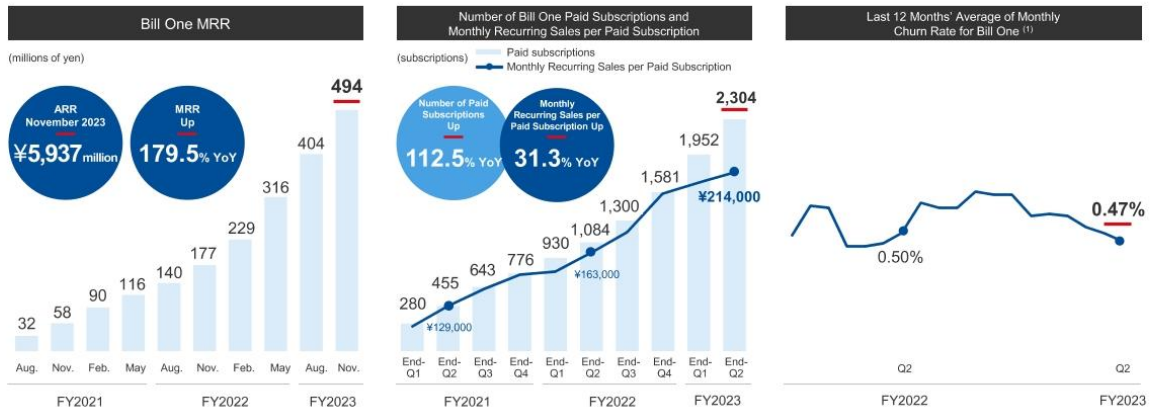 Bill One MRR
(millions of yen)
ARR
November 2023
¥5,937 million
MRR
Up
179.5% YoY
32
58
90
116
140
177
229
316
404
494
Aug.
Nov.
Feb.
May
Aug.
Nov.
Feb.
May
Aug.
Nov.
FY2021
FY2022
FY2023
Number of Bill One Paid Subscriptions and
Monthly Recurring Sales per Paid Subscription
(subscriptions)
Paid subscriptions
Monthly Recurring Sales per Paid Subscription
Number of Paid
Subscriptions
Up
112.5% YoY
Monthly
Recurring Sales per
Paid Subscription Up
31.3% YoY
280
455
643
776
930
1,084
1,300
1,581
1,952
2,304
¥129,000
¥163,000
¥214,000
End-
Q1
End-
Q2
End-
Q3
End-
Q4
End-
Q1
End-
Q2
End-
Q3
End-
Q4
End-
Q1
End-
Q2
FY2021
FY2022
FY2023
Last 12 Months’ Average of Monthly
Churn Rate for Bill One (1)
0.50%
0.47%
Q2
Q2
FY2022
FY2023